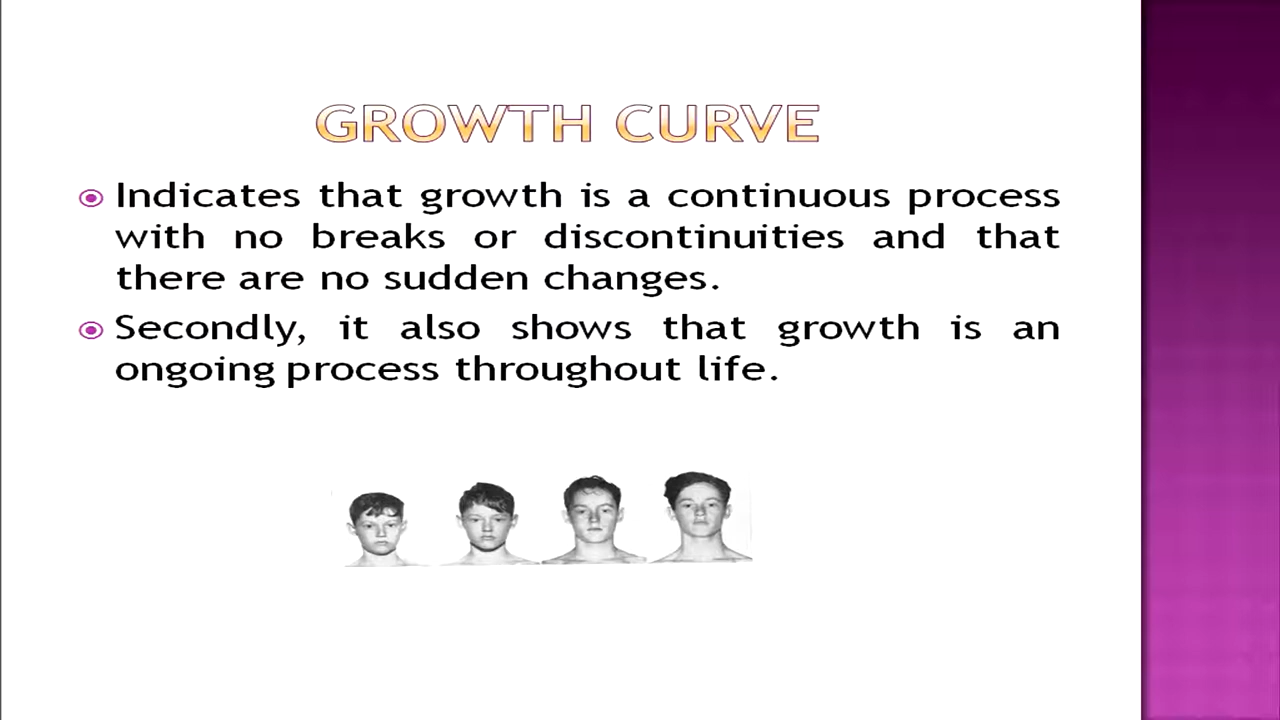 GROWTH CURVE
Indicates that growth is a continuous process
with no breaks or discontinuities and that
there are no sudden changes.
Secondly, it also shows that growth is an
ongoing process throughout life.